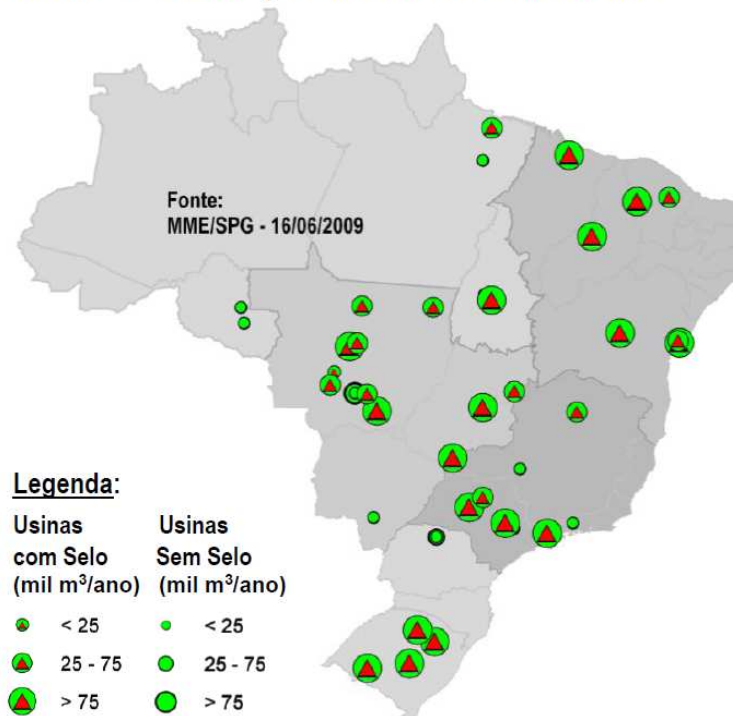 Fonte:
MME/SPG - 16/06/2009
Legenda:
Usinas
com Selo
(mil m³/ano)
Usinas
Sem Selo
(mil m³/ano)
< 25
< 25
25 - 75
25 - 75
> 75
> 75